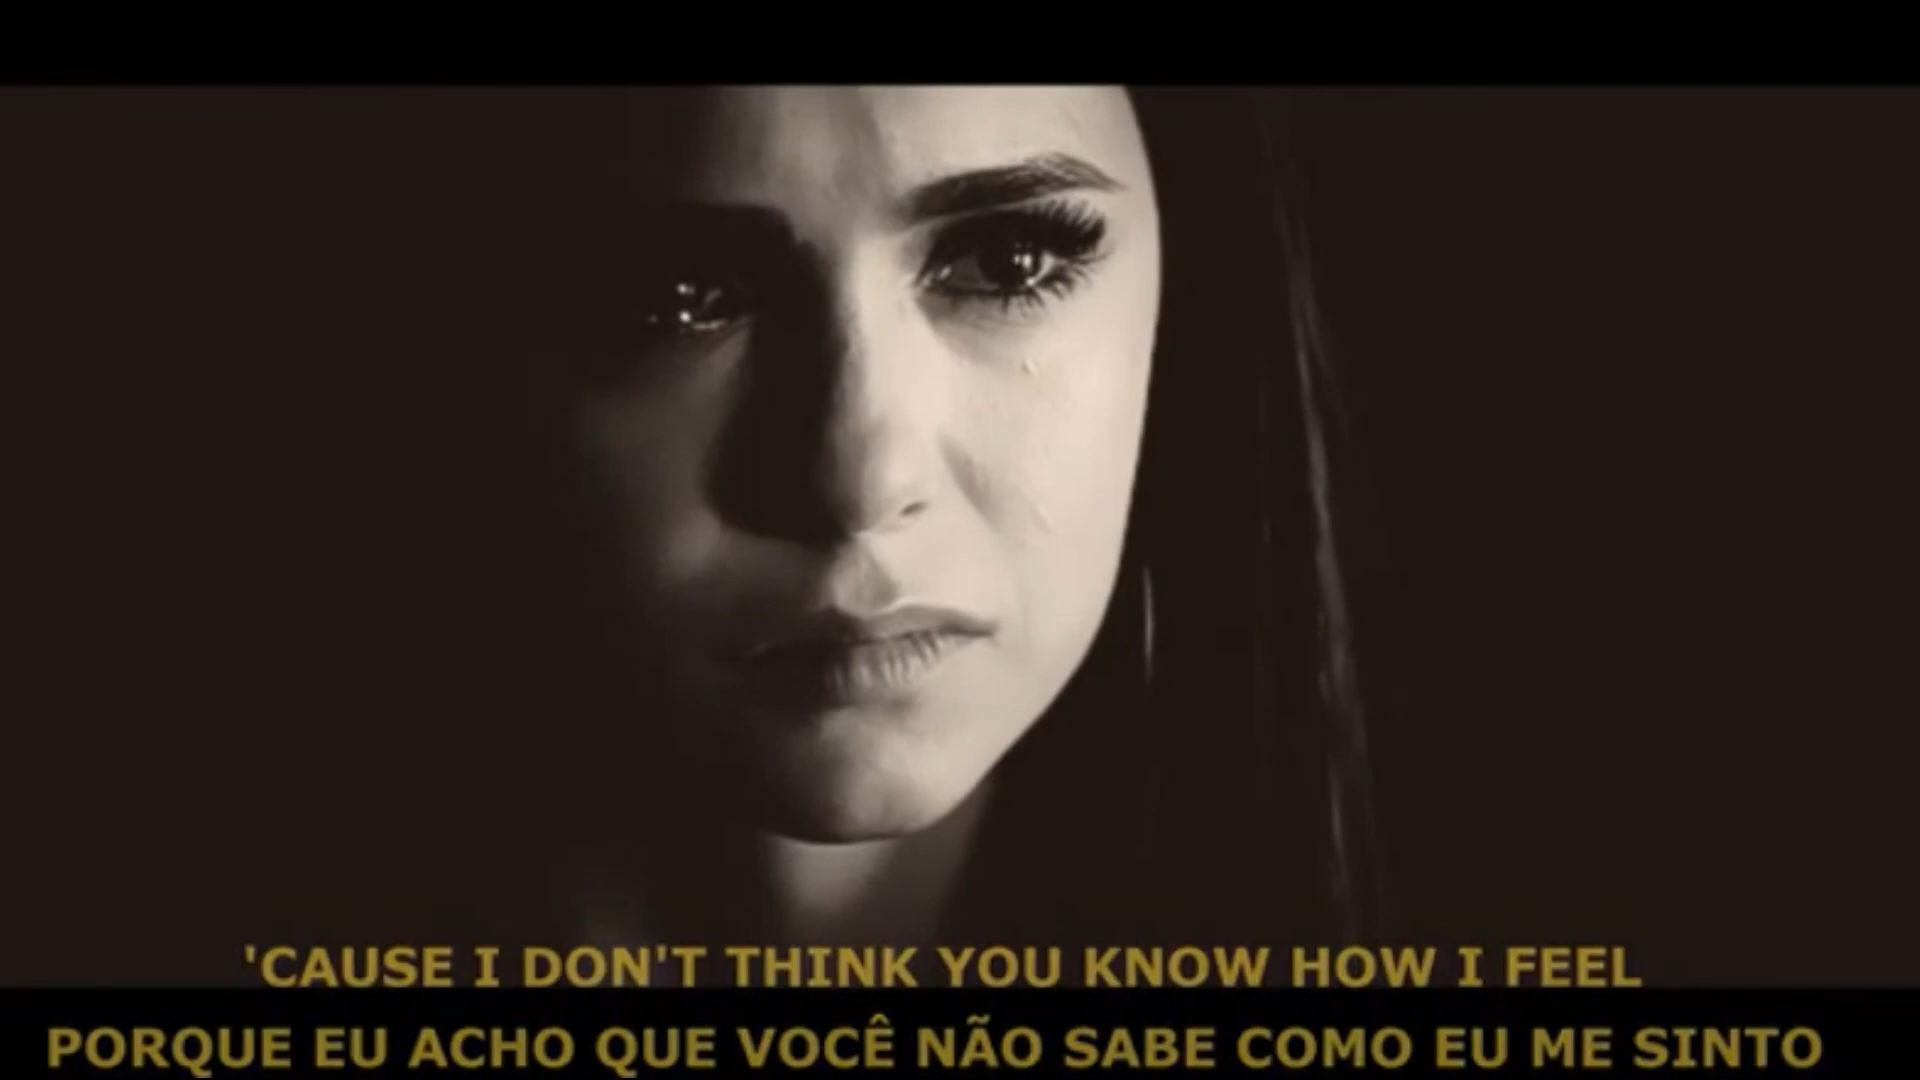 'CAUSE I DON'T THINK YOU KNOW HOW I FEEL
PORQUE EU ACHO QUE VOCÊ NÃO SABE COMO EU ME SINTO